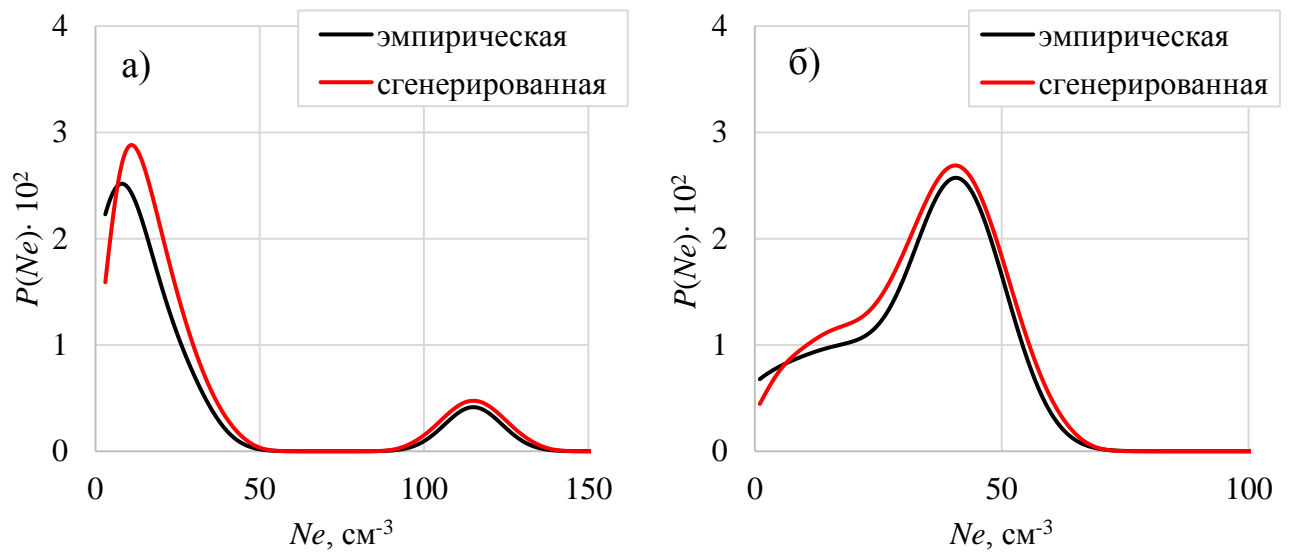 а)
эмпирическая
сгенерированная
P(Ne)· 10²
4
3
2
1
0
0 50 100 150
Ne, см⁻³
б)
эмпирическая
сгенерированная
P(Ne)· 10²
4
3
2
1
0
0 50 100
Ne, см⁻³